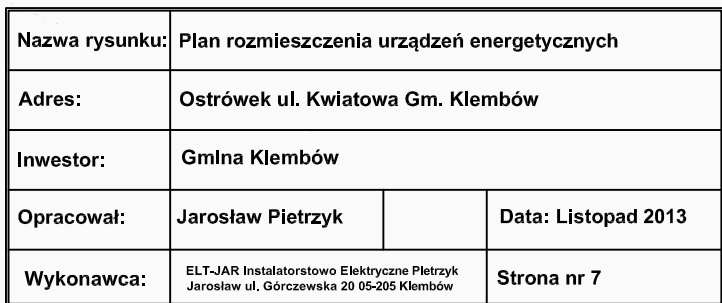 Nazwa rysunku: Plan rozmieszczenia urządzeń energetycznych
Adres: Ostrówek ul. Kwiatowa Gm. Klembów
Inwestor: GmIna Klembów
Opracował: Jarosław Pietrzyk Data: Listopad 2013
Wykonawca: ELT-JAR Instalatorstowo Elektryczne PIetrzyk
Jarosław ul. Górczewska 20 05-205 Klembów
Strona nr 7